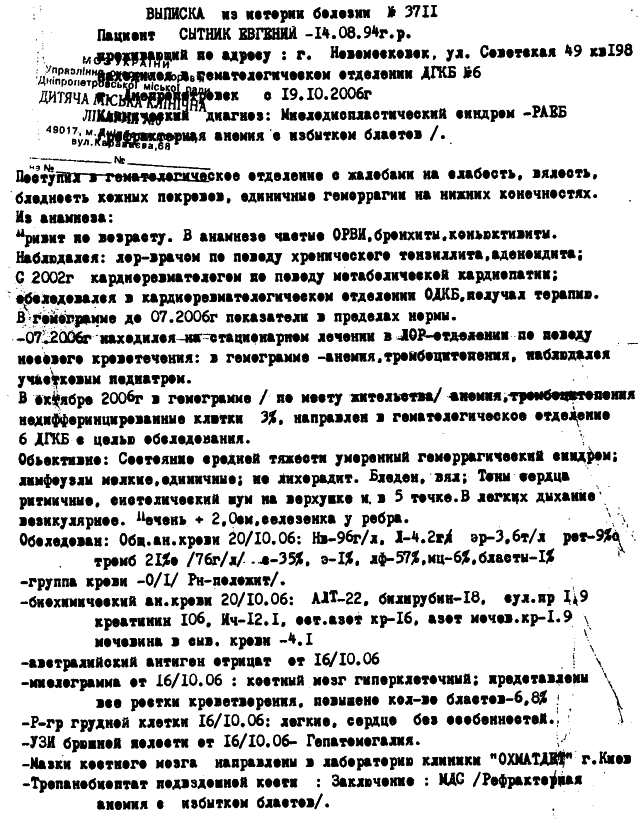 ВЫПИСКА из истории болезни № 3711
Пациент СЫТНИК ЕВГЕНИЙ -14.08.94г.р.
проживающий по адресу : г. Новомосковск, ул. Советская 49 кв198
МОЗ УКРАЇНИ
Управління
находился в гематологическом отделении ДГКБ №6
Дніпропетровської міської ради
с 19.10.2006г
ДИТЯЧА МІСЬКА КЛІНІЧНА
Клинический диагноз: Миелодиспластический синдром -РАЕБ
49017, м.
/Рефрактерная анемия с избытком бластов /.
вул.Караваєва,68
№
Поступил в гематологическое отделение с жалобами на слабость, вялость,
бледность кожных покровов, единичные геморрагии на нижних конечностях.
Из анамнеза:
Привит по возрасту. В анамнезе частые ОРВИ,бронхиты,коньюктивиты.
Наблюдался: лор-врачем по поводу хронического тонзиллита,аденоидита;
С 2002г кардиоревматологом по поводу метаболической кардиопатии;
обследовался в кардиоревматологическом отделении ОДКБ,получал терапию.
В гемограмме до 07.2006г показатели в пределах нормы.
-07.2006г находился на стационарном лечении в ЛОР-отделении по поводу
носового кровотечения: в гемограмме -анемия,тромбоцитопения, наблюдался
участковым педиатром.
В октябре 2006г в гемограмме / по месту жительства/ анемия,тромбоцитопения
недифферинцированные клетки 3%, направлен в гематологическое отделение
6 ДГКБ с целью обследования.
Обьективно: Состояние средней тяжести умеренный геморрагический синдром;
лимфоузлы мелкие,единичные; не лихорадит. Бледен, вял; Тоны сердца
ритмичные, систолический шум на верхушке и в 5 точке.В легких дыхание
везикулярное. Печень + 2,0см,селезенка у ребра.
Обследован: Общ.ан.крови 20/10.06: Нв-96г/л, Л-4.2г/л эр-3,6т/л рет-9%о
тромб 21%о /76г/л/ с-35%, э-1%, лф-57%,мц-6%,бласты-1%
-группа крови -0/I/ Рн-положит/.
-биохимический ан.крови 20/10.06: АЛТ-22, билирубин-18, сул.пр 1,9
креатинин 106, Ич-12.1, ост.азот кр-16, азот мочев.кр-1.9
мочевина в сыв. крови -4.1
-австралийский антиген отрицат от 16/10.06
-миелограмма от 16/10.06 : костный мозг гиперклеточный; представлены
все ростки кроветворения, повышено кол-во бластов-6,8%
-Р-гр грудной клетки 16/10.06: легкие, сердце без особенностей.
-УЗИ брюшной полости от 16/10.06- Гепатомегалия.
-Мазки костного мозга направлены в лабораторию клиники "ОХМАТДЕТ" г.Киев
-Трепанобиоптат подвздошной кости : Заключение : МДС /Рефрактерная
анемия с избытком бластов/.